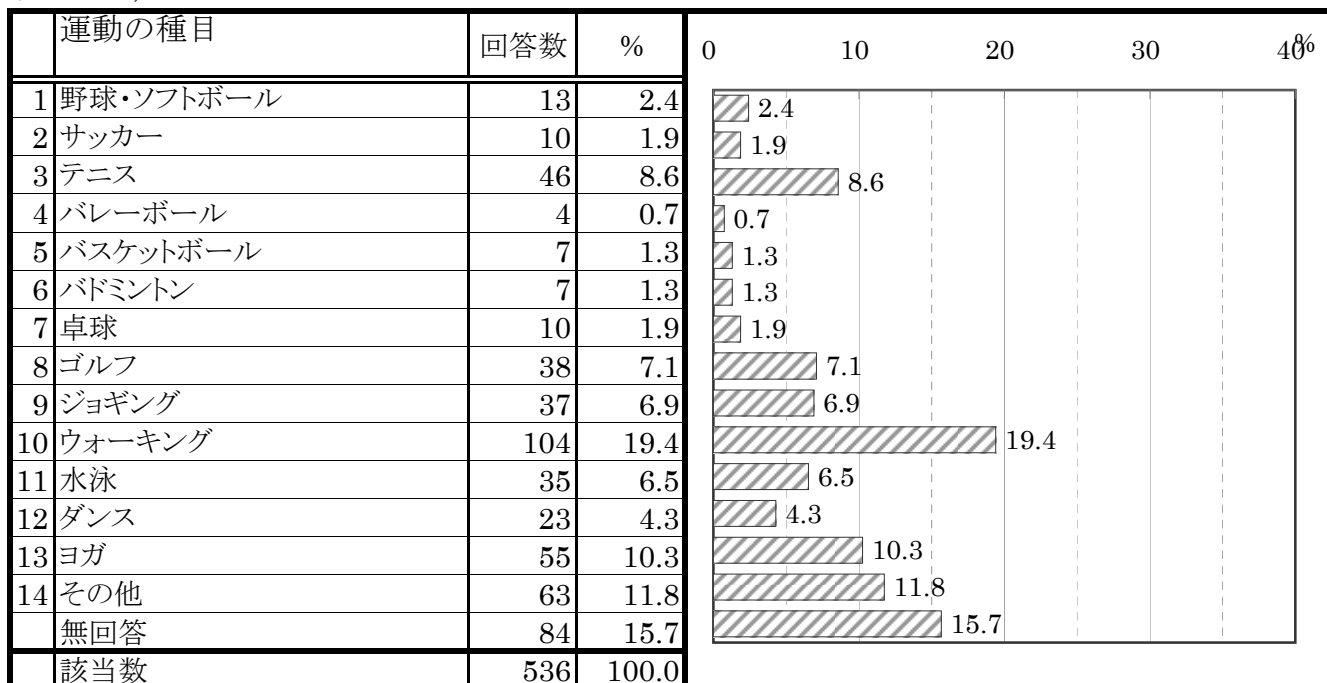 運動の種目 回答数 % 0 10 20 30 40 %
1 野球・ソフトボール 13 2.4 2.4
2 サッカー 10 1.9 1.9
3 テニス 46 8.6 8.6
4 バレーボール 4 0.7 0.7
5 バスケットボール 7 1.3 1.3
6 バドミントン 7 1.3 1.3
7 卓球 10 1.9 1.9
8 ゴルフ 38 7.1 7.1
9 ジョギング 37 6.9 6.9
10 ウォーキング 104 19.4 19.4
11 水泳 35 6.5 6.5
12 ダンス 23 4.3 4.3
13 ヨガ 55 10.3 10.3
14 その他 63 11.8 11.8
無回答 84 15.7 15.7
該当数 536 100.0